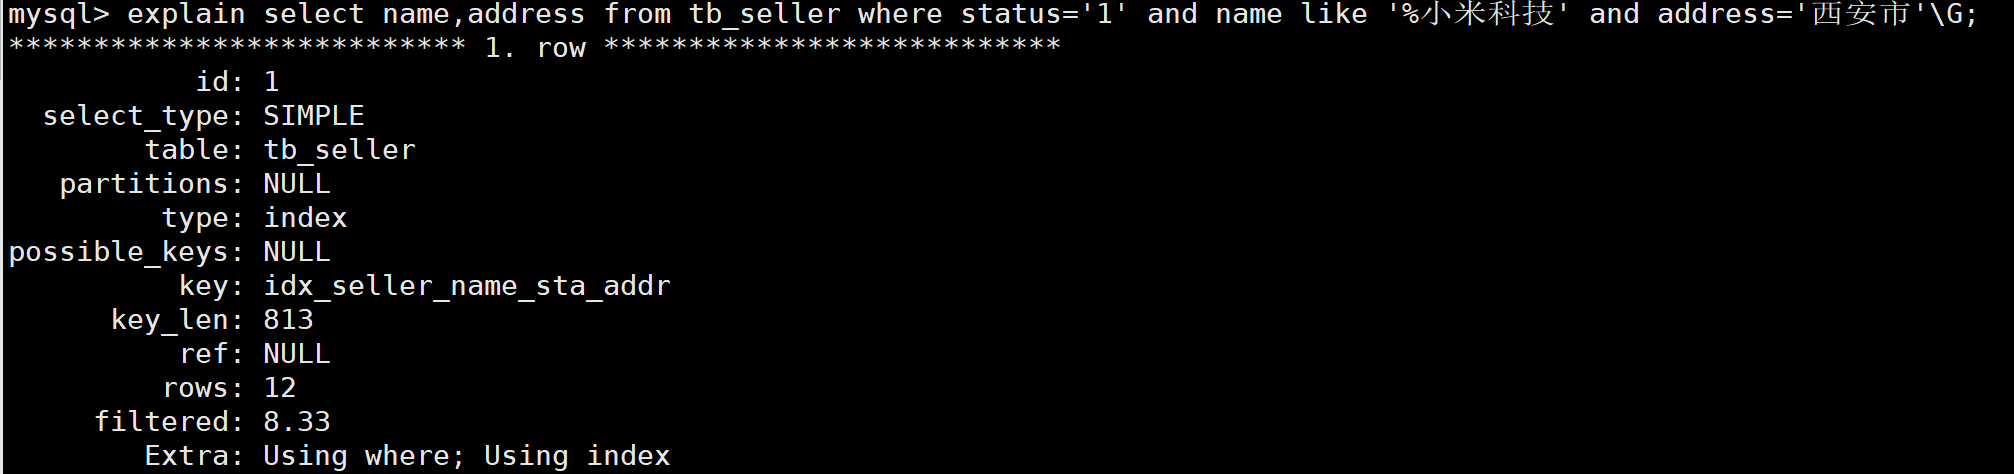 mysql> explain select name,address from tb_seller where status='1' and name like '%小米科技' and address='西安市'\G;
*************************** 1. row ***************************
id: 1
select_type: SIMPLE
table: tb_seller
partitions: NULL
type: index
possible_keys: NULL
key: idx_seller_name_sta_addr
key_len: 813
ref: NULL
rows: 12
filtered: 8.33
Extra: Using where; Using index